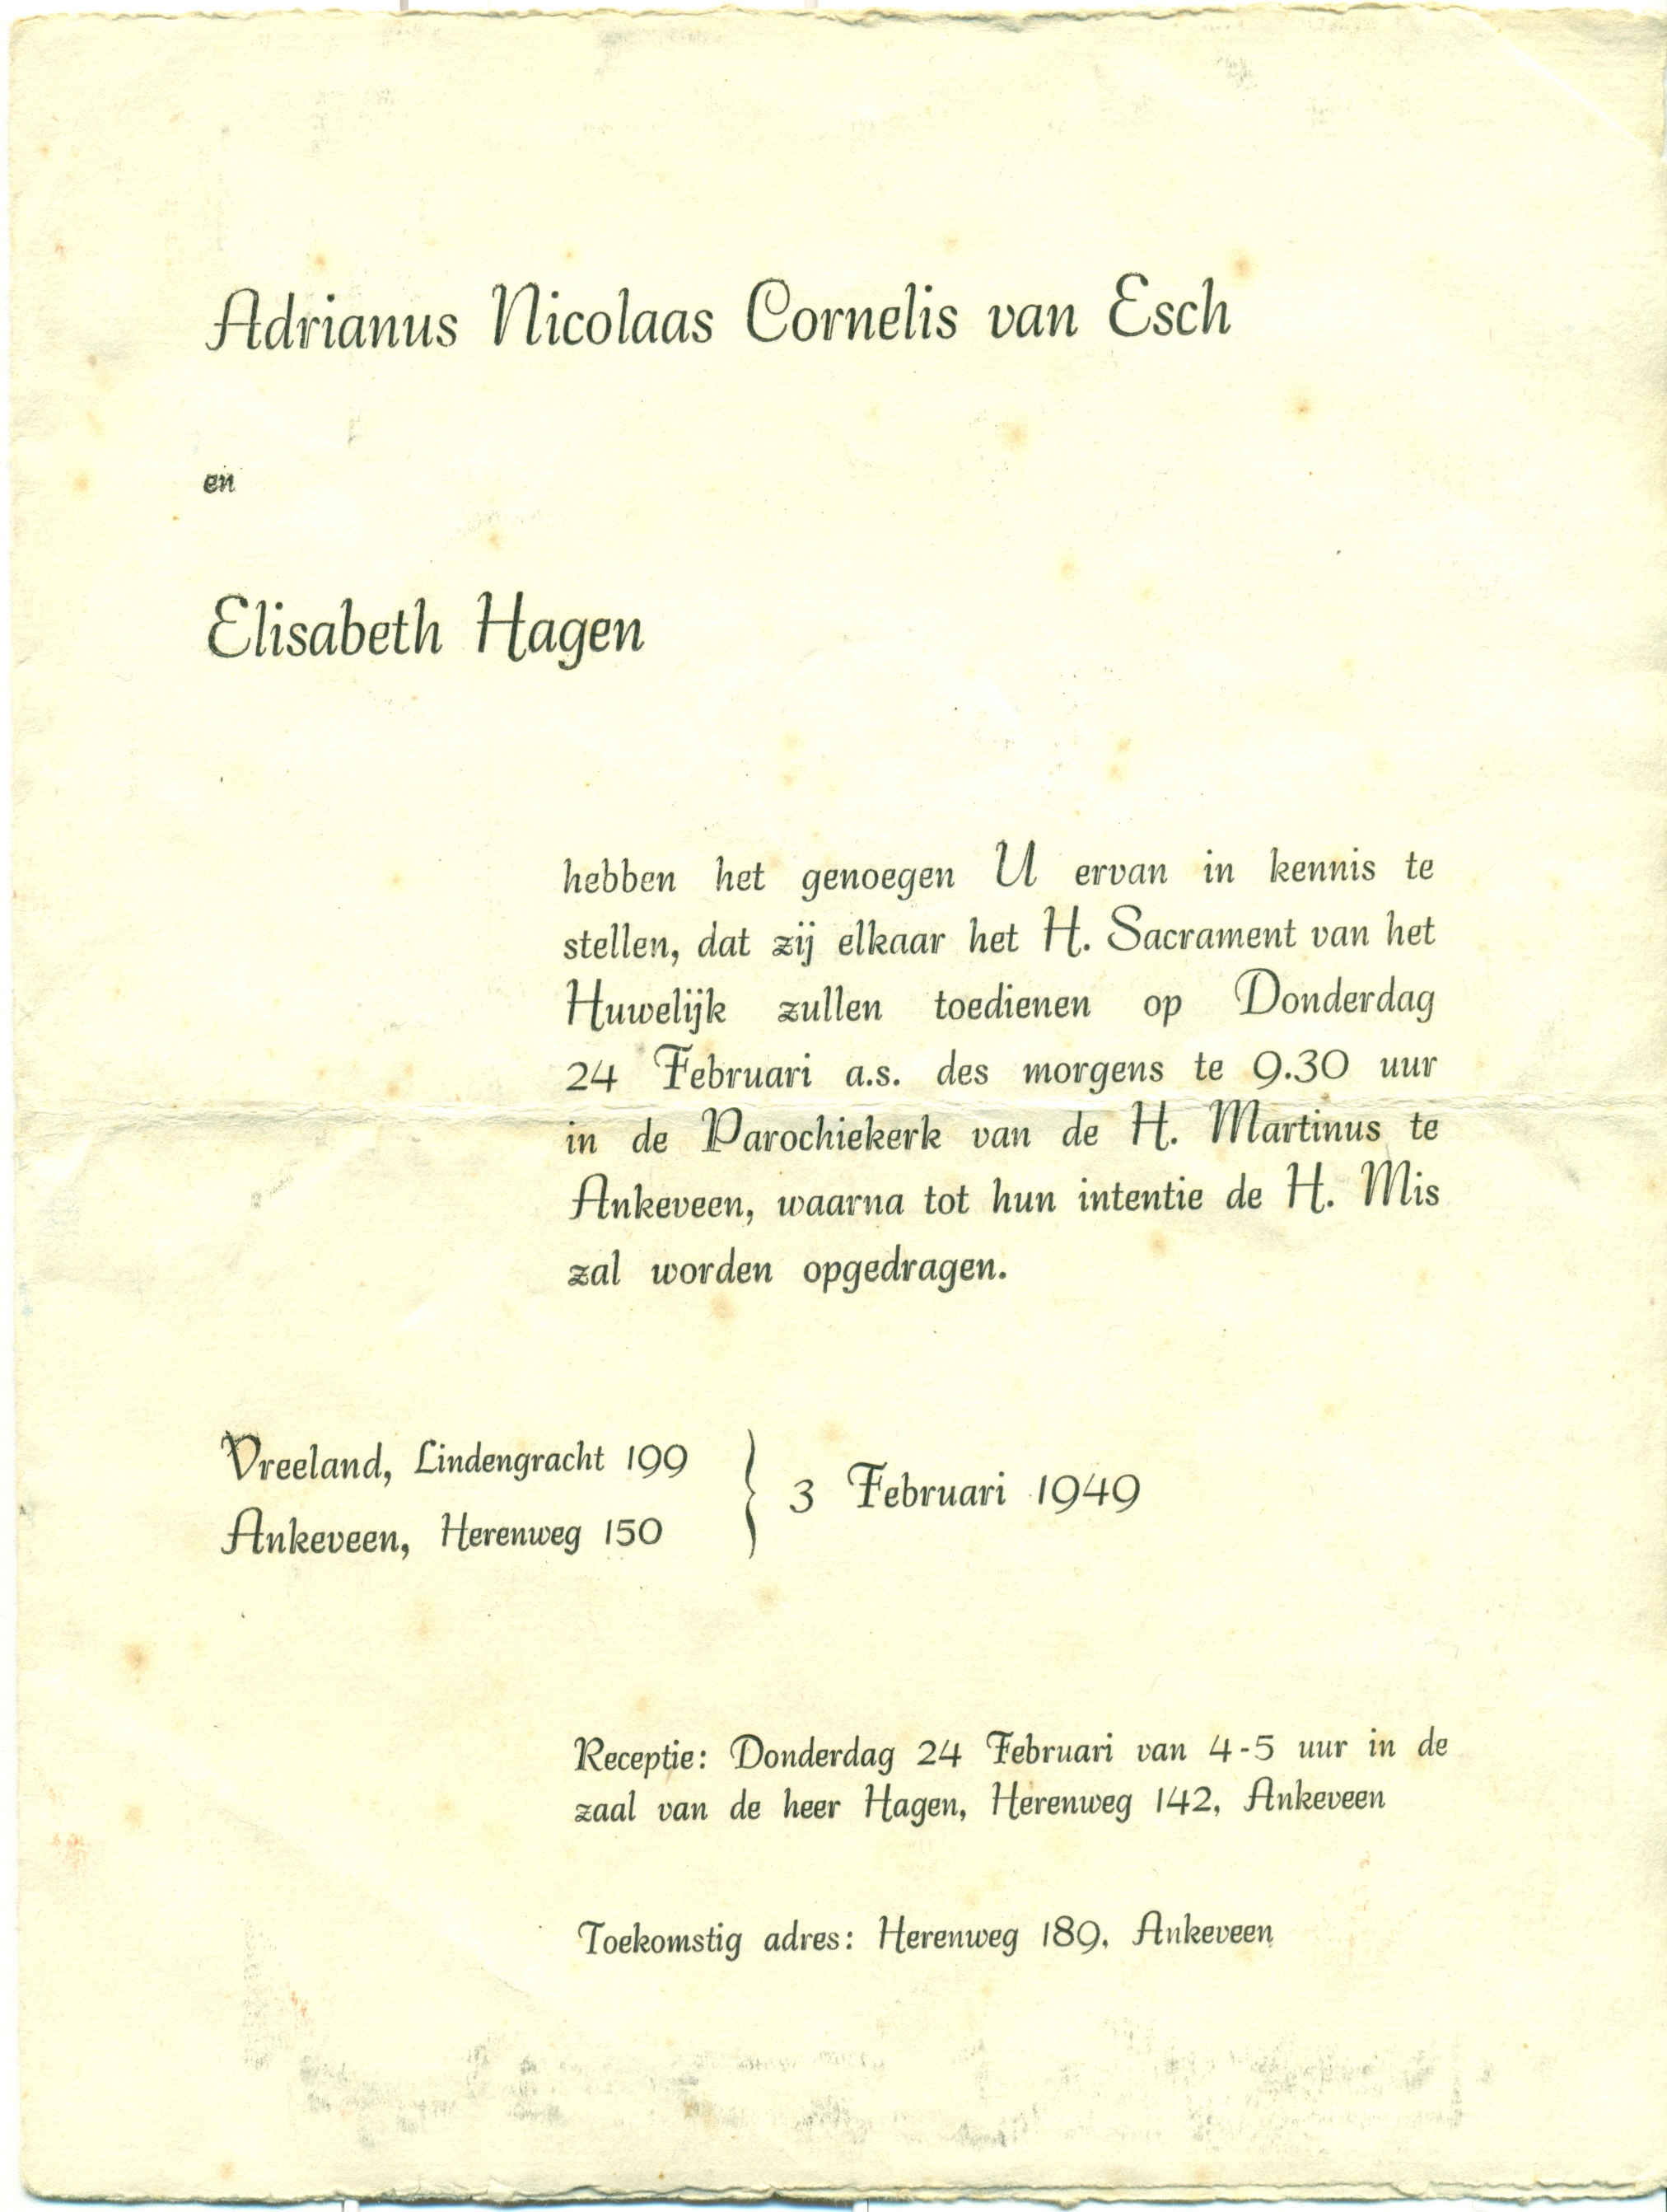 Adrianus Nicolaas Cornelis van Esch
en
Elisabeth Hagen
hebben het genoegen U ervan in kennis te
stellen, dat zij elkaar het H. Sacrament van het
Huwelijk zullen toedienen op Donderdag
24 Februari a.s. des morgens te 9.30 uur
in de Parochiekerk van de H. Martinus te
Ankeveen, waarna tot hun intentie de H. Mis
zal worden opgedragen.
Vreeland, Lindengracht 199
Ankeveen, Herenweg 150
} 3 Februari 1949
Receptie: Donderdag 24 Februari van 4-5 uur in de
zaal van de heer Hagen, Herenweg 142, Ankeveen
Toekomstig adres: Herenweg 189, Ankeveen